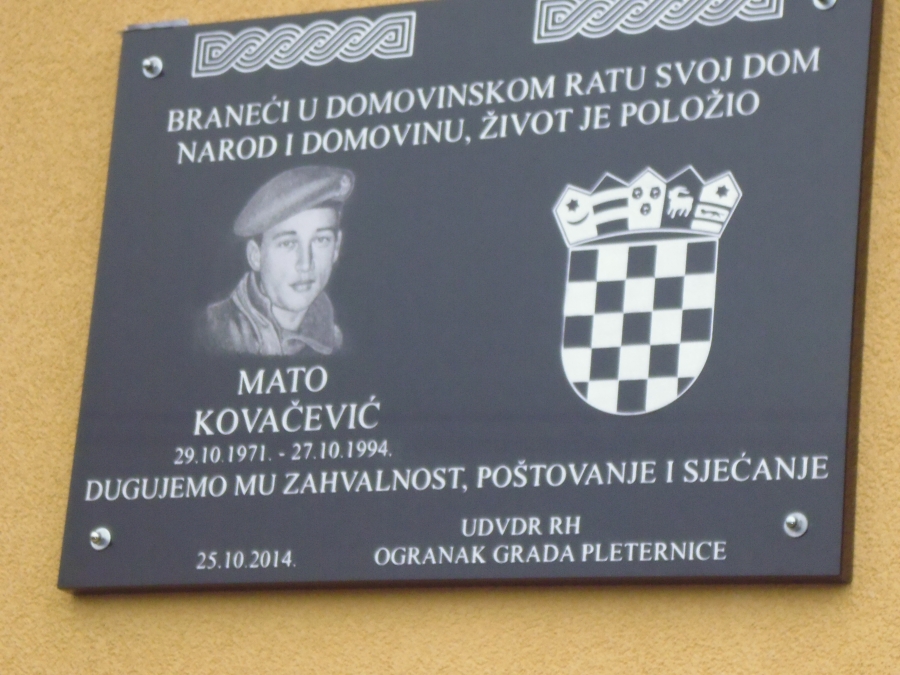 BRANEĆI U DOMOVINSKOM RATU SVOJ DOM
NAROD I DOMOVINU, ŽIVOT JE POLOŽIO
MATO
KOVAČEVIĆ
29.10.1971. - 27.10.1994.
DUGUJEMO MU ZAHVALNOST, POŠTOVANJE I SJEĆANJE
UDVDR RH
25.10.2014. OGRANAK GRADA PLETERNICE